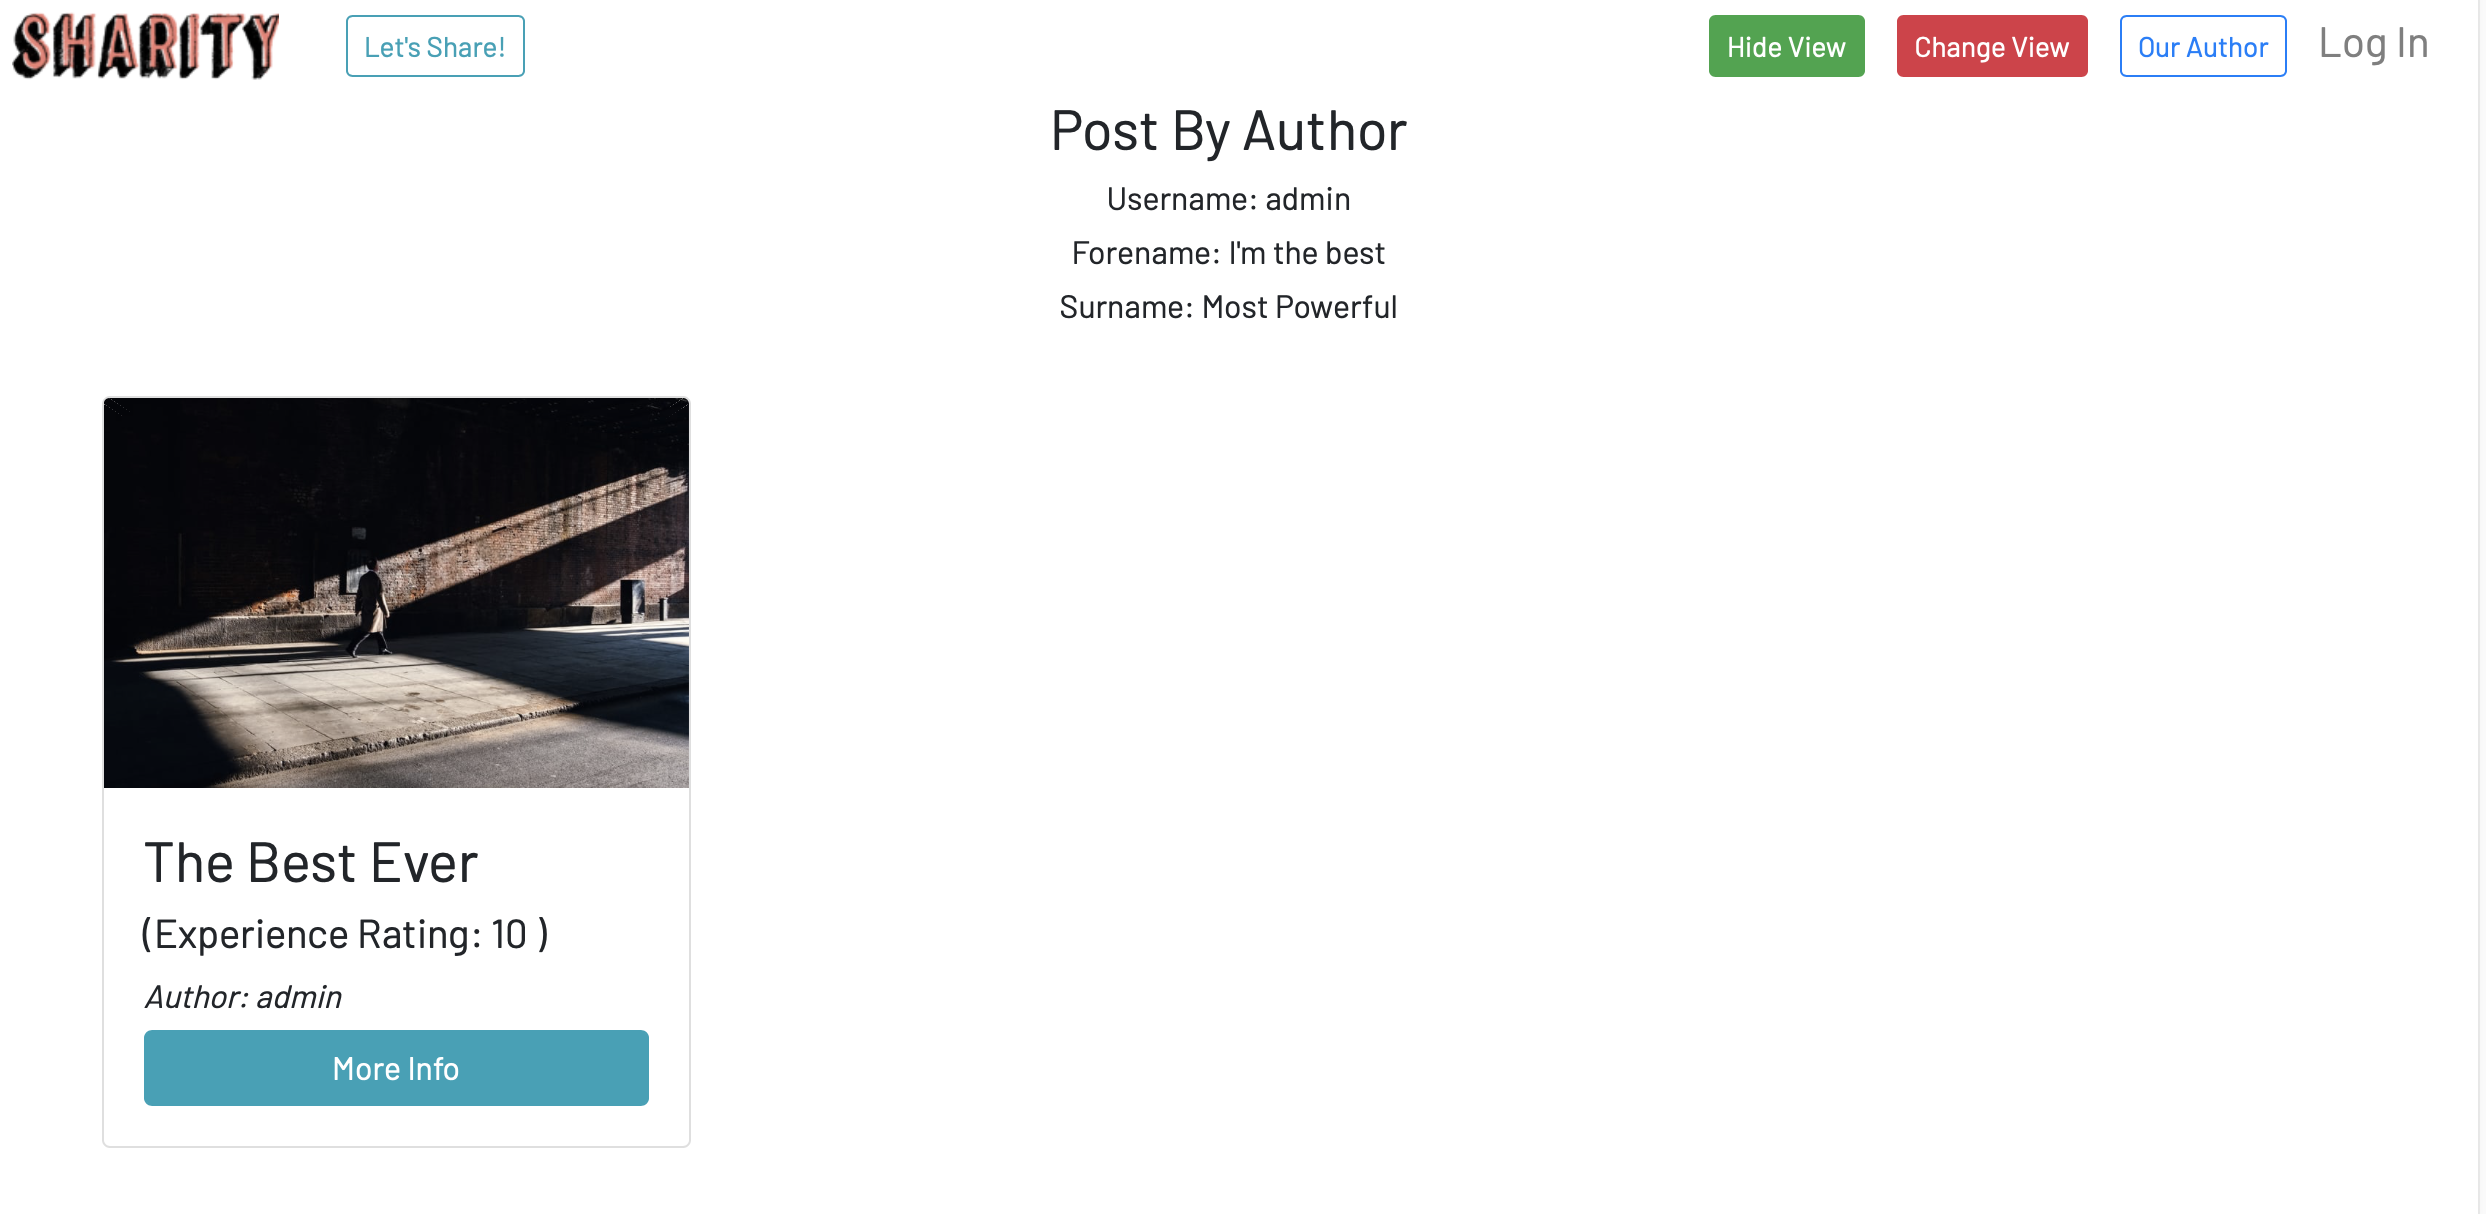 SHARITY
Let's Share!
Hide View
Change View
Our Author
Log In
Post By Author
Username: admin
Forename: I'm the best
Surname: Most Powerful
The Best Ever
(Experience Rating: 10 )
Author: admin
More Info